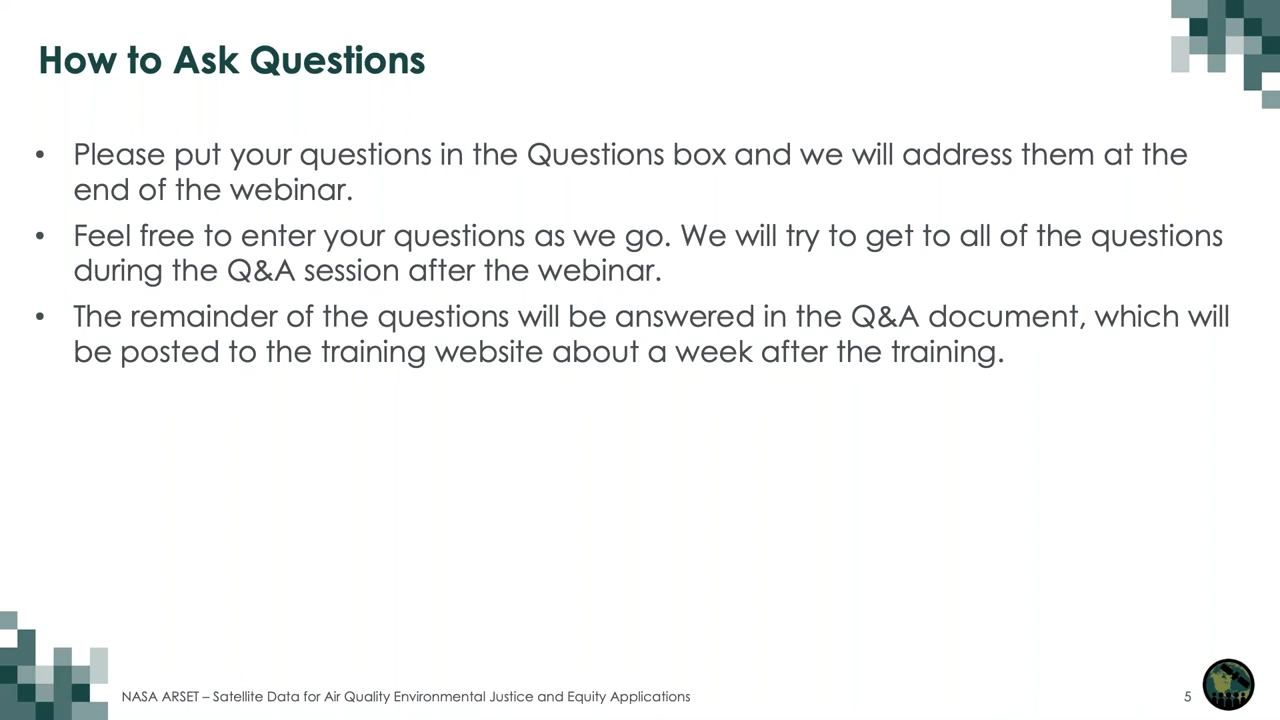 How to Ask Questions
• Please put your questions in the Questions box and we will address them at the
end of the webinar.
• Feel free to enter your questions as we go. We will try to get to all of the questions
during the Q&A session after the webinar.
• The remainder of the questions will be answered in the Q&A document, which will
be posted to the training website about a week after the training.
NASA ARSET – Satellite Data for Air Quality Environmental Justice and Equity Applications
5